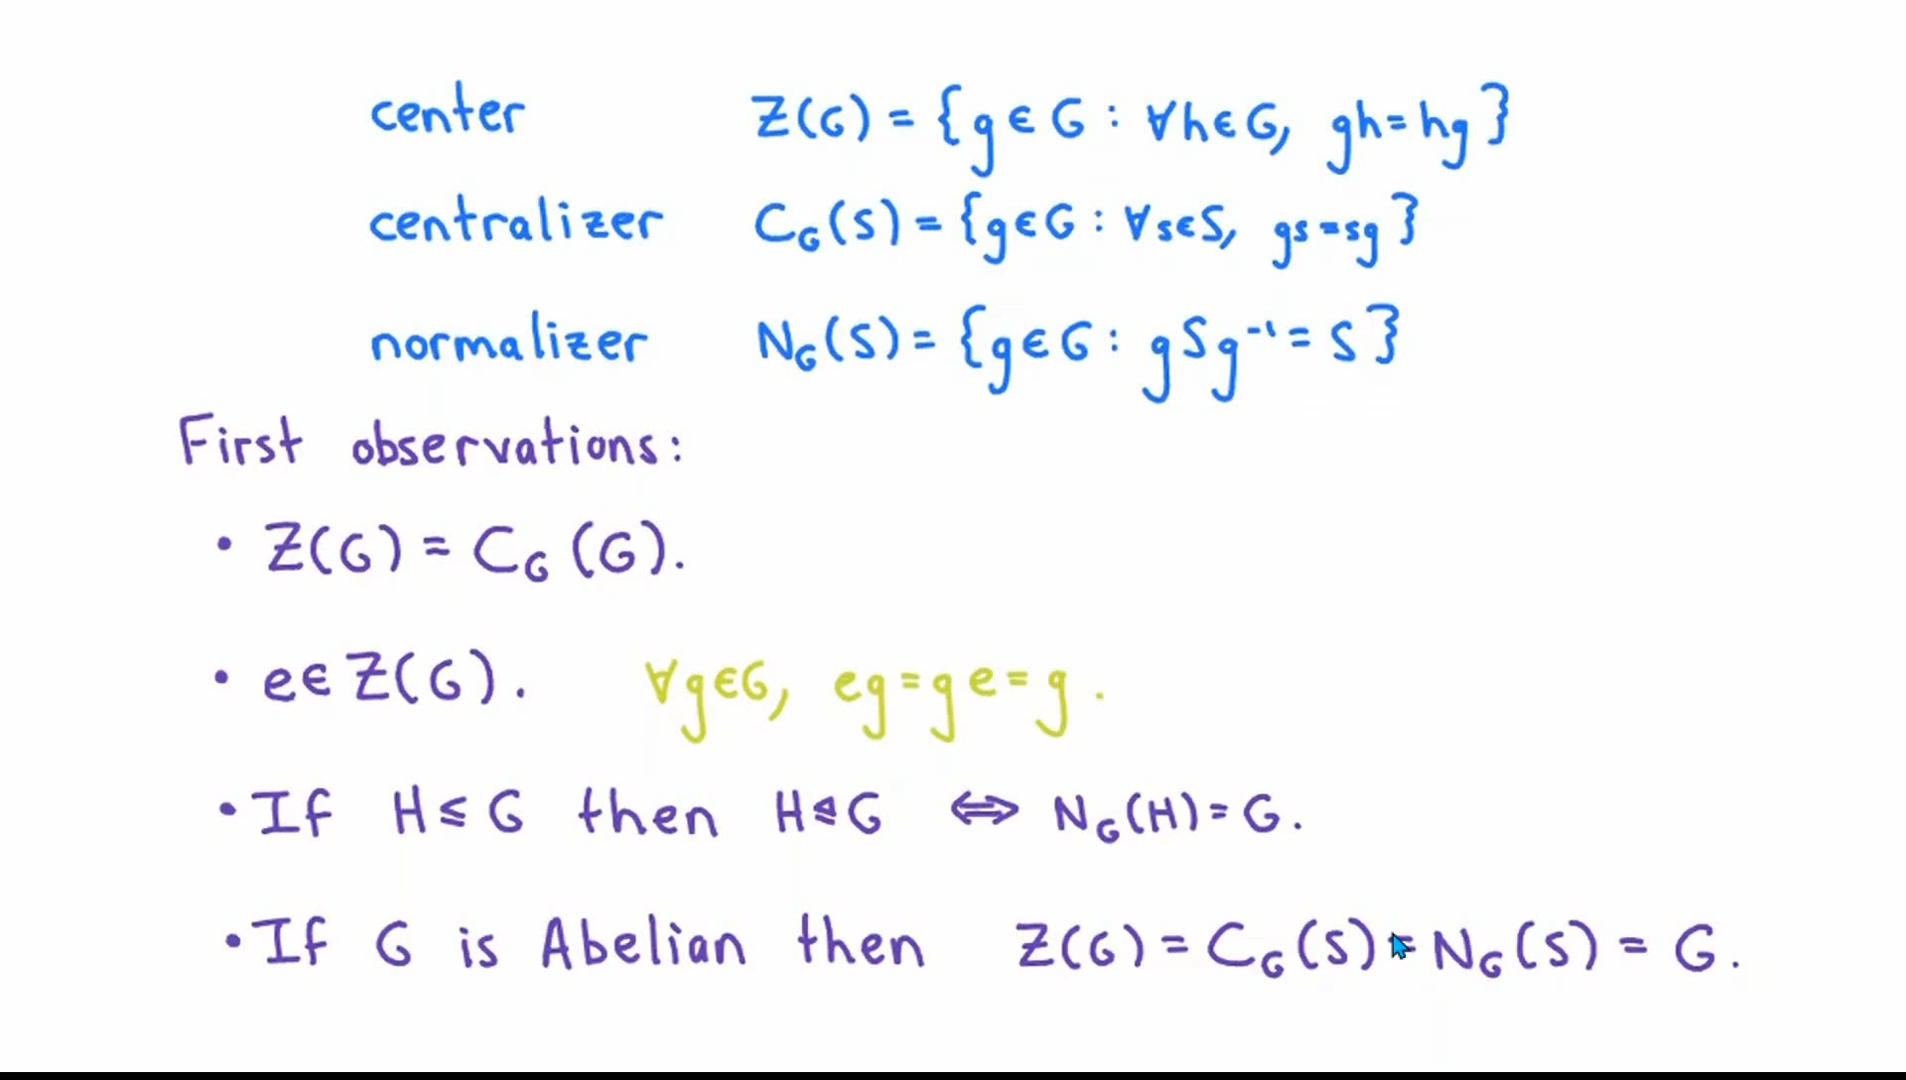 center Z(G) = {g∈G : ∀h∈G, gh=hg}
centralizer C_G(S) = {g∈G : ∀s∈S, gs=sg}
normalizer N_G(S) = {g∈G : gSg⁻¹ = S}
First observations:
• Z(G) = C_G(G).
• e∈Z(G). ∀g∈G, eg=ge=g.
• If H≤G then H⊴G ⇔ N_G(H)=G.
• If G is Abelian then Z(G) = C_G(S) = N_G(S) = G.